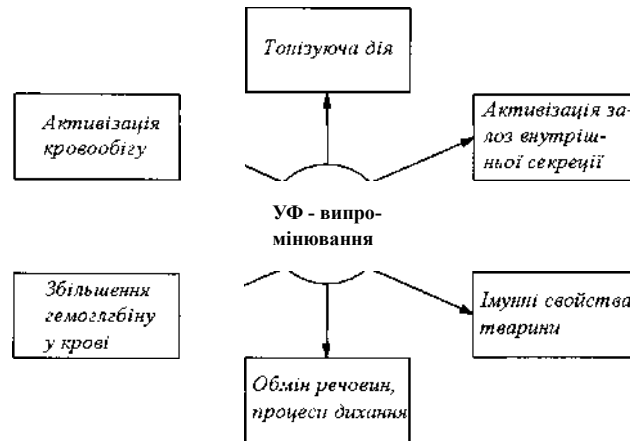 Тонізуюча дія
Активізація
кровообігу
Активізація за-
лоз внутріш-
ньої секреції
УФ - випро-
мінювання
Збільшення
гемоглгбіну
у крові
Імунні свойства
тварини
Обмін речовин,
процеси дихання